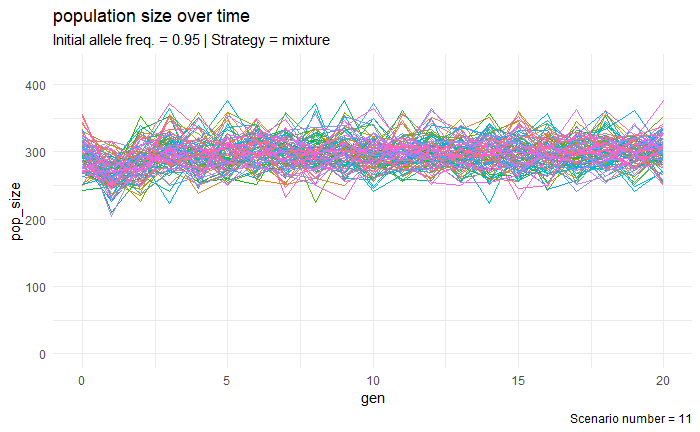 population size over time
Initial allele freq. = 0.95 | Strategy = mixture
400
300
200
100
0
pop_size
0 5 10 15 20
gen
Scenario number = 11